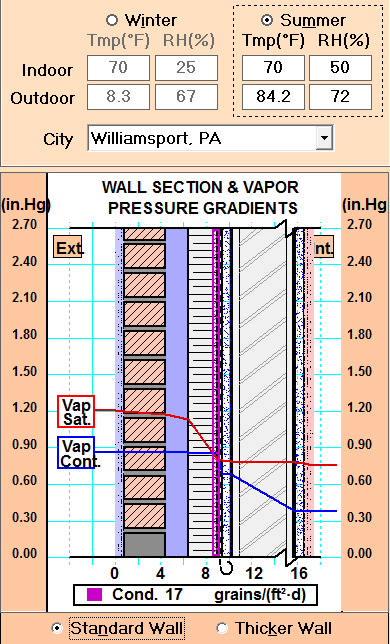 Winter Summer
Tmp(°F) RH(%) Tmp(°F) RH(%)
Indoor 70 25 70 50
Outdoor 8.3 67 84.2 72
City Williamsport, PA
WALL SECTION & VAPOR
PRESSURE GRADIENTS
(in.Hg) (in.Hg)
2.70 2.70
Ext. nt.
2.40 2.40
2.10 2.10
1.80 1.80
1.50 1.50
1.20 1.20
Vap
Sat.
0.90 0.90
Vap
Cont.
0.60 0.60
0.30 0.30
0.00 0.00
0 4 8 12 16
Cond. 17 grains/(ft²·d)
Standard Wall Thicker Wall